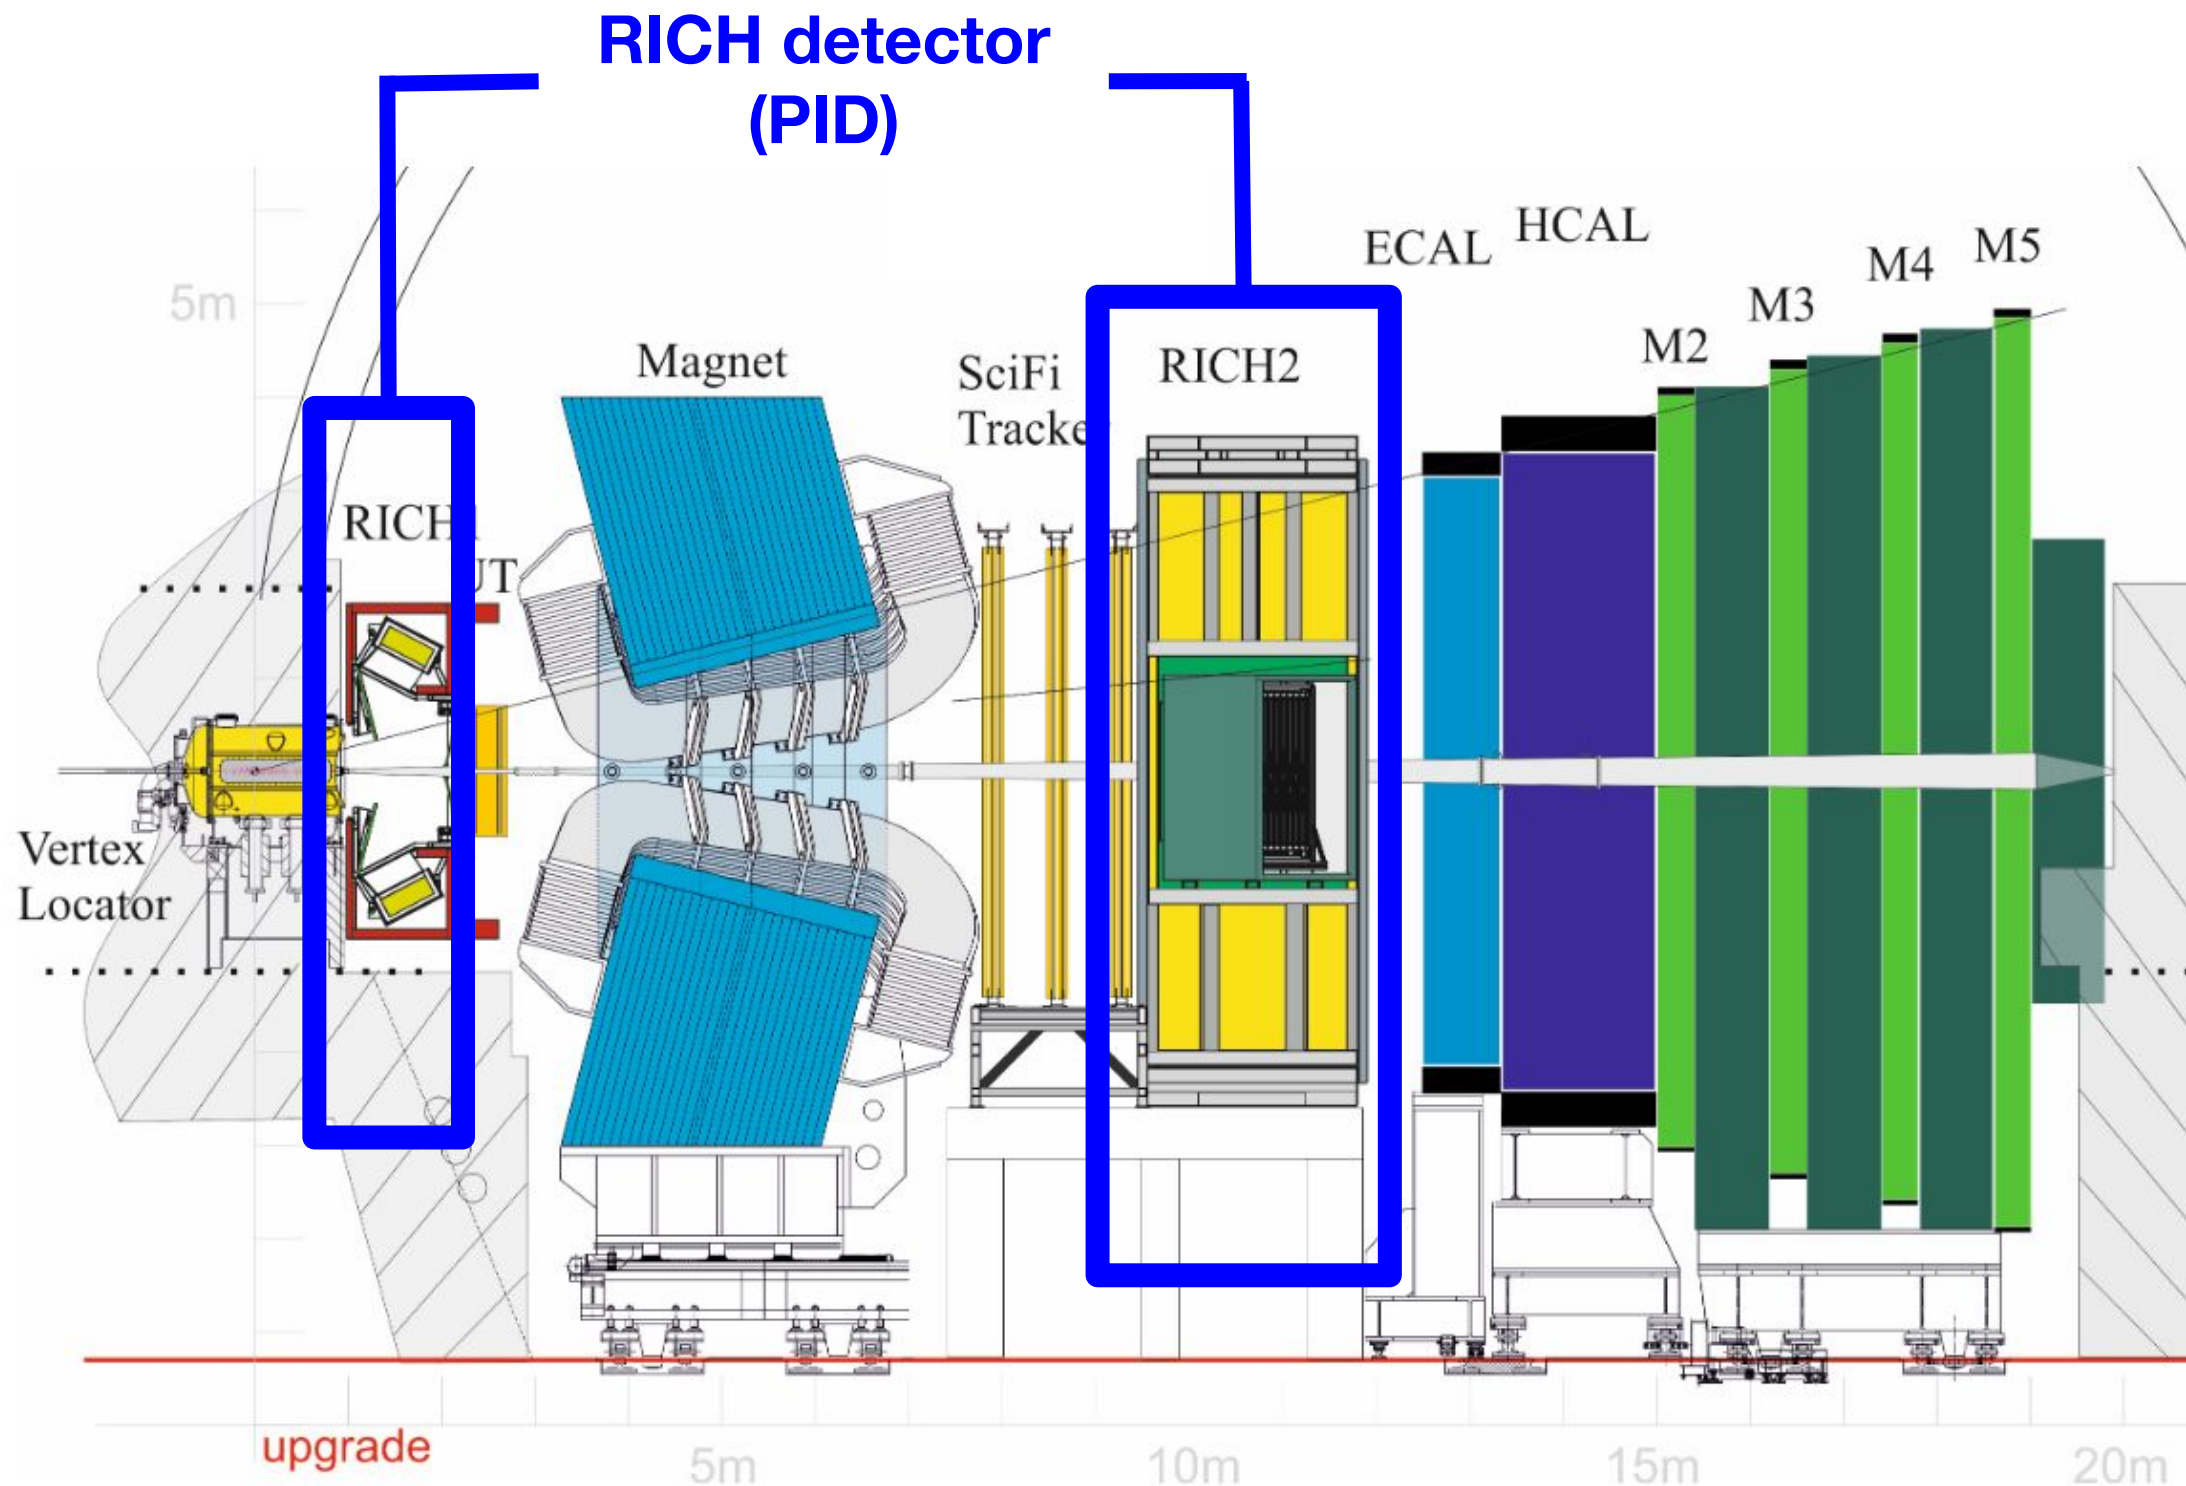 RICH detector
(PID)
HCAL
ECAL
M5
M4
M3
M2
5m
Magnet
SciFi
Tracke
RICH2
RICH1
UT
Vertex
Locator
upgrade
5m
10m
15m
20m